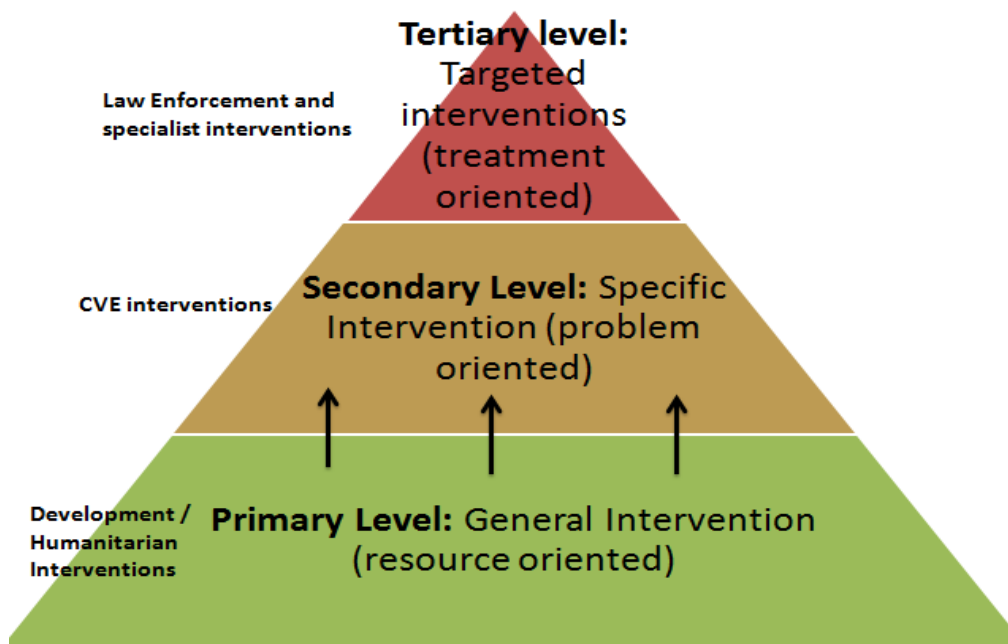 Tertiary level:
Targeted
interventions
(treatment
oriented)
Law Enforcement and
specialist interventions
Secondary Level: Specific
Intervention (problem
oriented)
CVE interventions
Primary Level: General Intervention
(resource oriented)
Development /
Humanitarian
Interventions